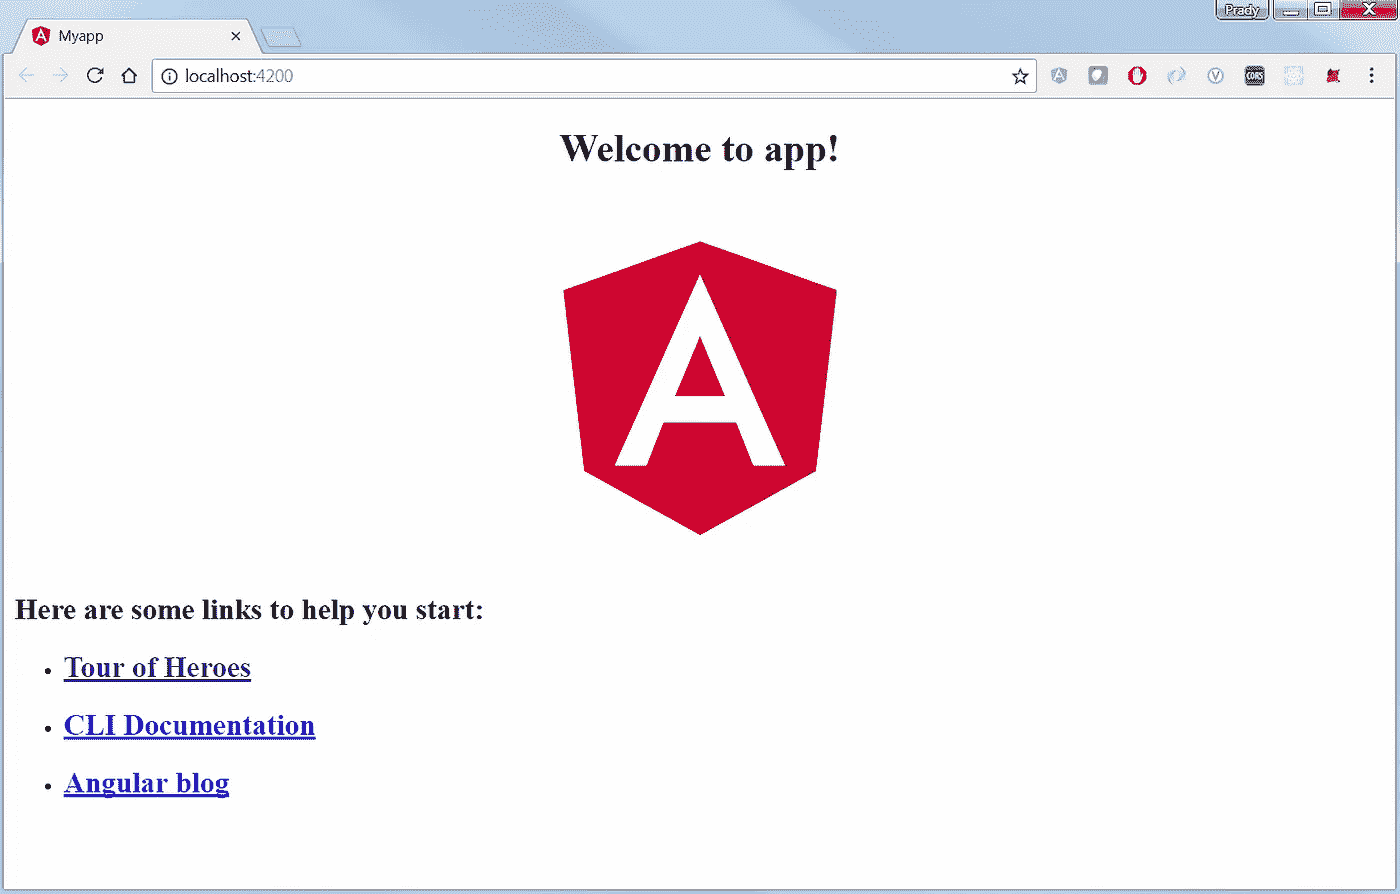 Prady
Myapp
localhost:4200
CORS
Welcome to app!
A
Here are some links to help you start:
Tour of Heroes
CLI Documentation
Angular blog